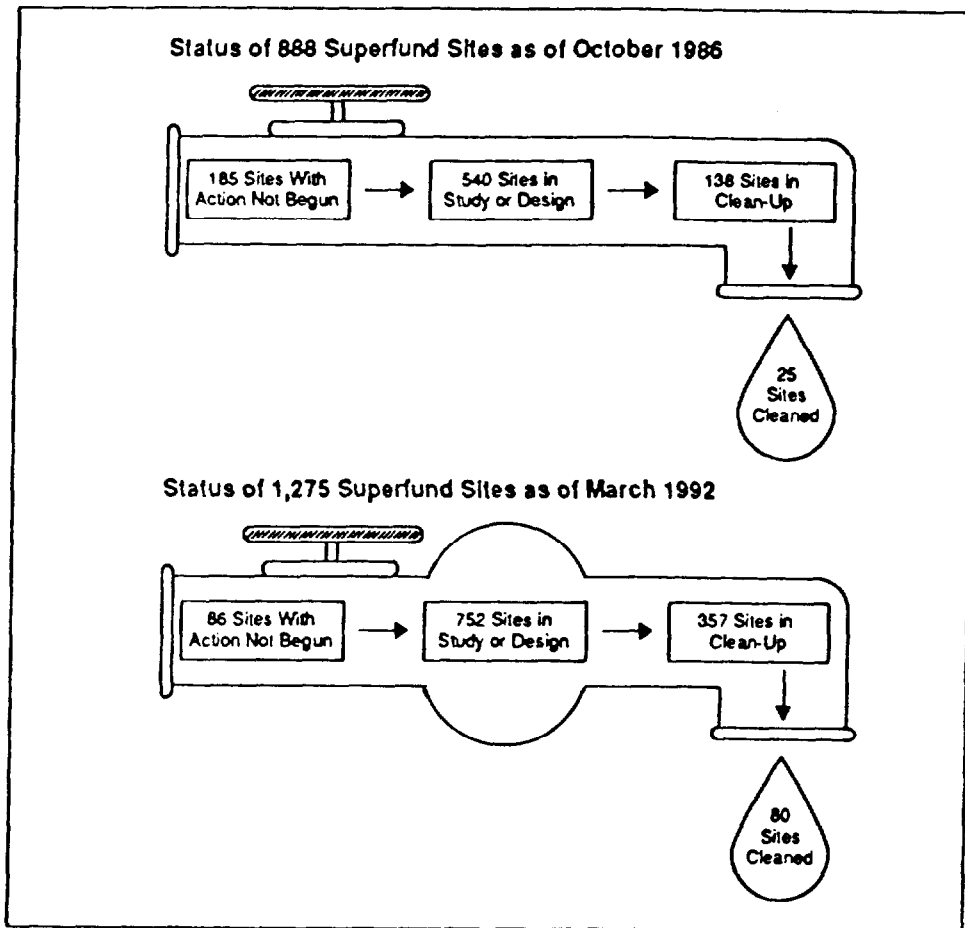 Status of 888 Superfund Sites as of October 1986
185 Sites With
Action Not Begun
540 Sites in
Study or Design
138 Sites in
Clean-Up
25
Sites
Cleaned
Status of 1,275 Superfund Sites as of March 1992
86 Sites With
Action Not Begun
752 Sites in
Study or Design
357 Sites in
Clean-Up
80
Sites
Cleaned